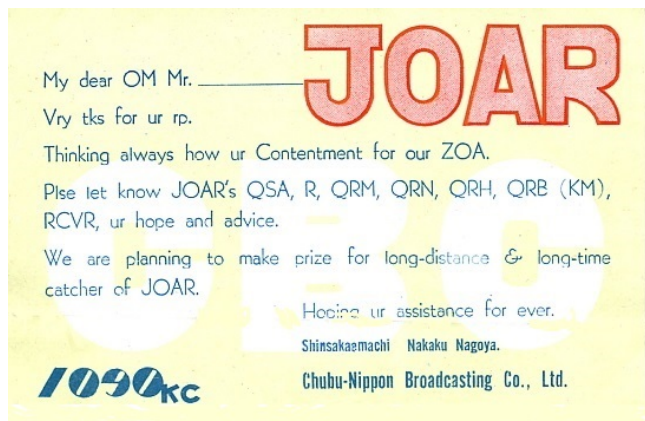 JOAR
My dear OM Mr.
Vry tks for ur rp.
Thinking always how ur Contentment for our ZOA.
Plse let know JOAR's QSA, R, QRM, QRN, QRH, QRB (KM),
RCVR, ur hope and advice.
We are planning to make prize for long-distance & long-time
catcher of JOAR.
Hoping ur assistance for ever.
Shinsakaemachi Nakaku Nagoya.
1090KC
Chubu-Nippon Broadcasting Co., Ltd.
CBC